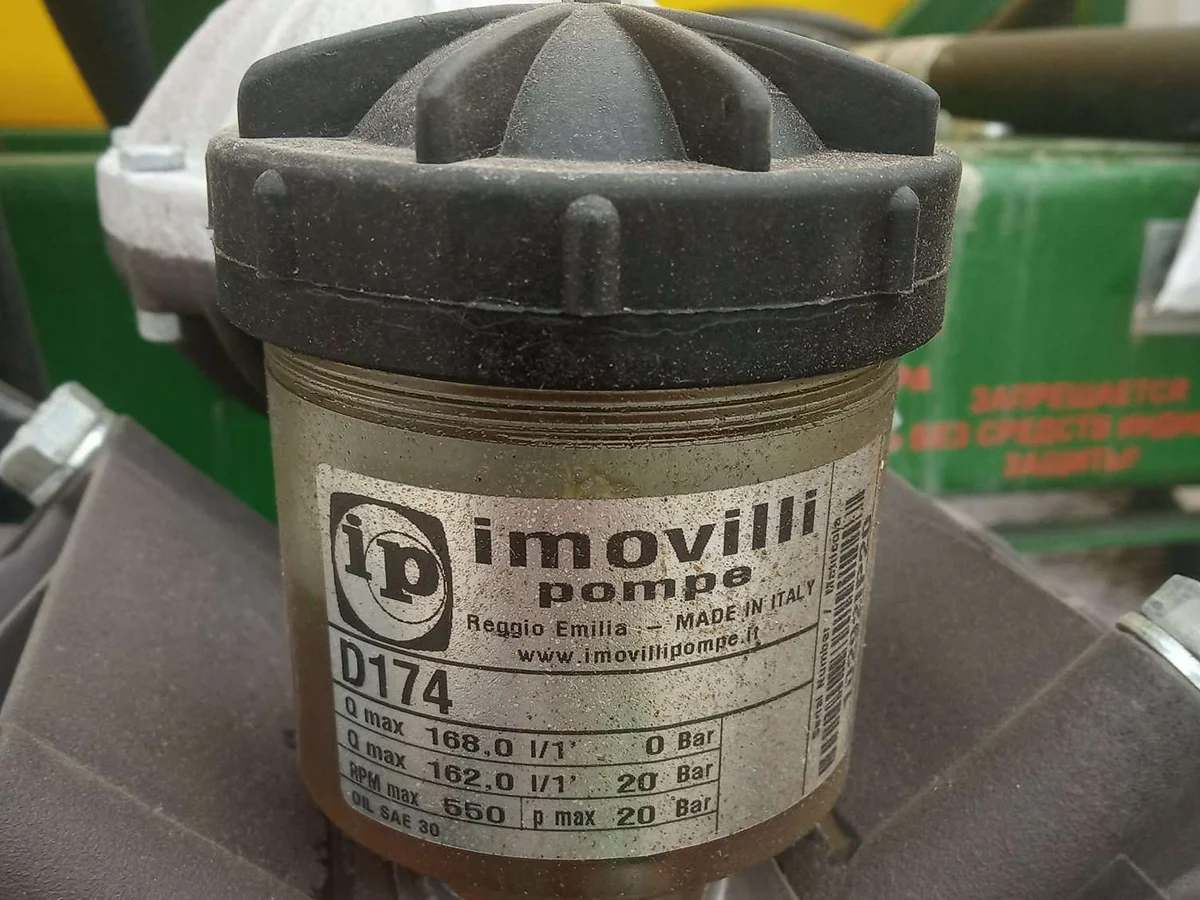 ip
imovilli
pompe
Reggio Emilia — MADE IN ITALY
www.imovillipompe.it
D174
Q max 168,0 l/1' 0 Bar
Q max 162,0 l/1' 20 Bar
RPM max 550 p max 20 Bar
OIL SAE 30
Serial Number / Matricola
ЗАПРЕЩАЕТСЯ
БЕЗ СРЕДСТВ
ЗАЩИТЫ!